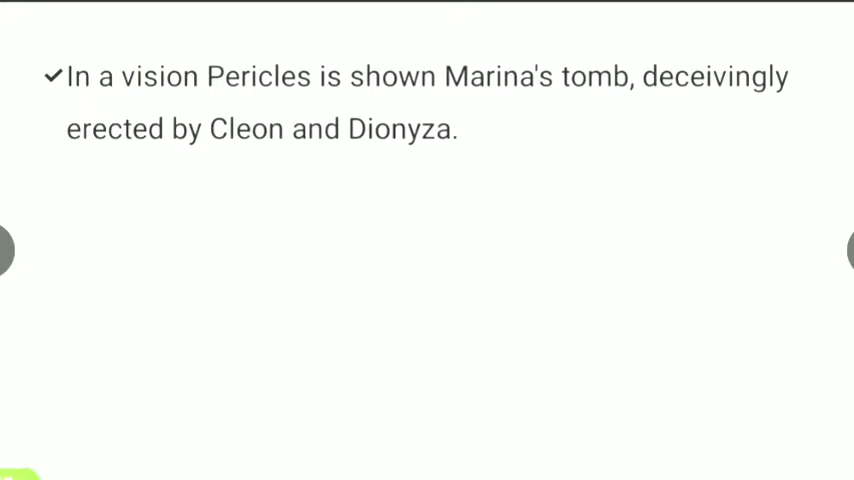 ✓In a vision Pericles is shown Marina's tomb, deceivingly
erected by Cleon and Dionyza.